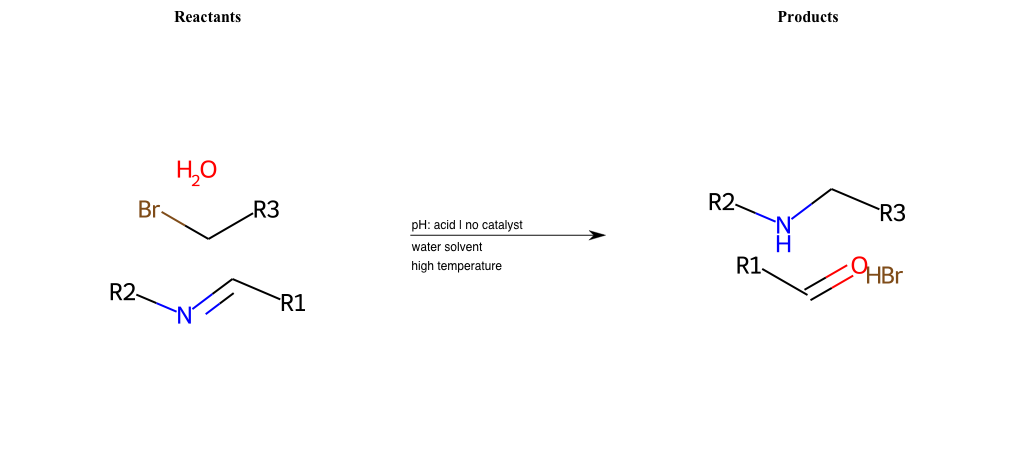 Reactants
Products
H2O
Br
R3
R2
N
R1
pH: acid | no catalyst
water solvent
high temperature
R2
N
H
R3
R1
O
HBr